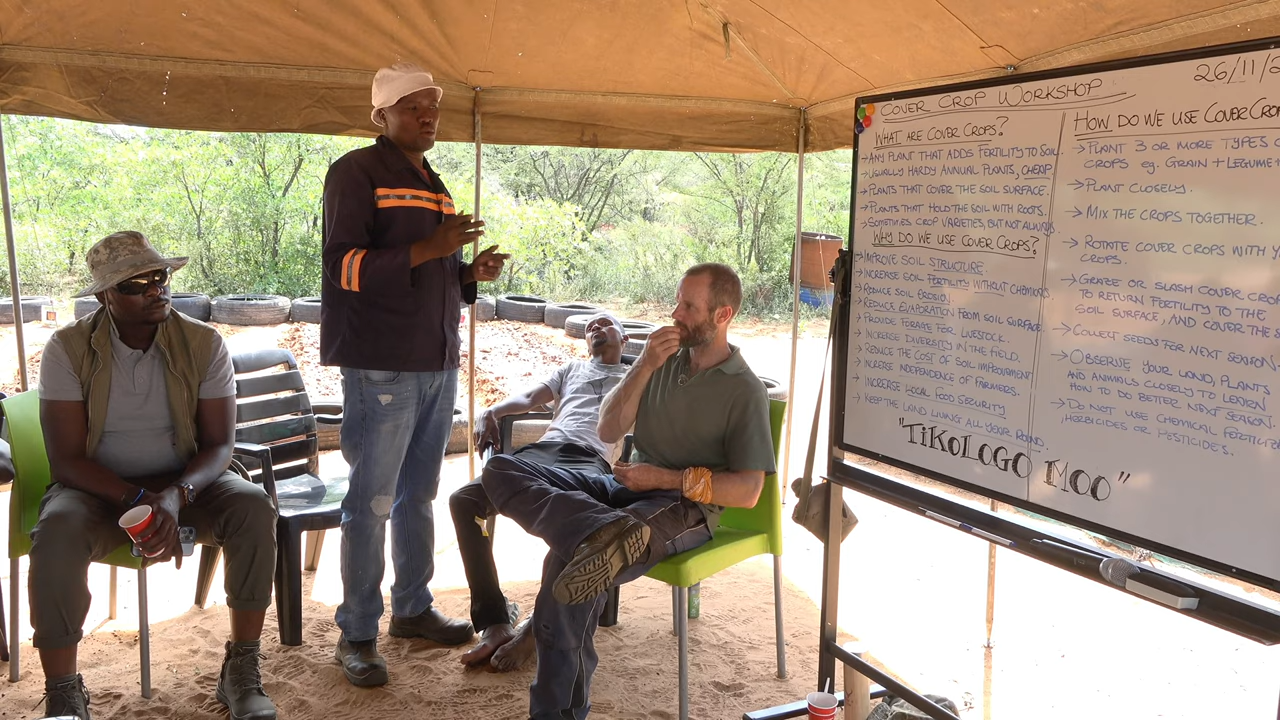 26/11/2
COVER CROP WORKSHOP
WHAT ARE COVER CROPS?
→ ANY PLANT THAT ADDS FERTILITY TO SOIL.
→ USUALLY HARDY ANNUAL PLANTS, CHEAP
→ PLANTS THAT COVER THE SOIL SURFACE.
→ PLANTS THAT HOLD THE SOIL WITH ROOTS.
→ SOMETIMES CROP VARIETIES, BUT NOT ALWAYS
WHY DO WE USE COVER CROPS?
→ IMPROVE SOIL STRUCTURE.
→ INCREASE SOIL FERTILITY WITHOUT CHEMICALS
→ REDUCE SOIL EROSION.
→ REDUCE EVAPORATION FROM SOIL SURFACE
→ PROVIDE FORAGE FOR LIVESTOCK.
→ INCREASE DIVERSITY IN THE FIELD.
→ REDUCE THE COST OF SOIL IMPROVEMENT
→ INCREASE INDEPENDENCE OF FARMERS.
→ INCREASE LOCAL FOOD SECURITY
→ KEEP THE LAND LIVING ALL YEAR ROUND.
HOW DO WE USE COVER CROP
→ PLANT 3 OR MORE TYPES O
CROPS eg. GRAIN + LEGUME +
→ PLANT CLOSELY.
→ MIX THE CROPS TOGETHER.
→ ROTATE COVER CROPS WITH YO
CROPS.
→ GRAZE OR SLASH COVER CROP
TO RETURN FERTILITY TO THE
SOIL SURFACE, AND COVER THE S
→ COLLECT SEEDS FOR NEXT SEASON.
→ OBSERVE YOUR LAND, PLANTS
AND ANIMALS CLOSELY TO LEARN
HOW TO DO BETTER NEXT SEASON.
→ DO NOT USE CHEMICAL FERTILIZ
HERBICIDES OR PESTICIDES.
"TIKOLOGO MOO"